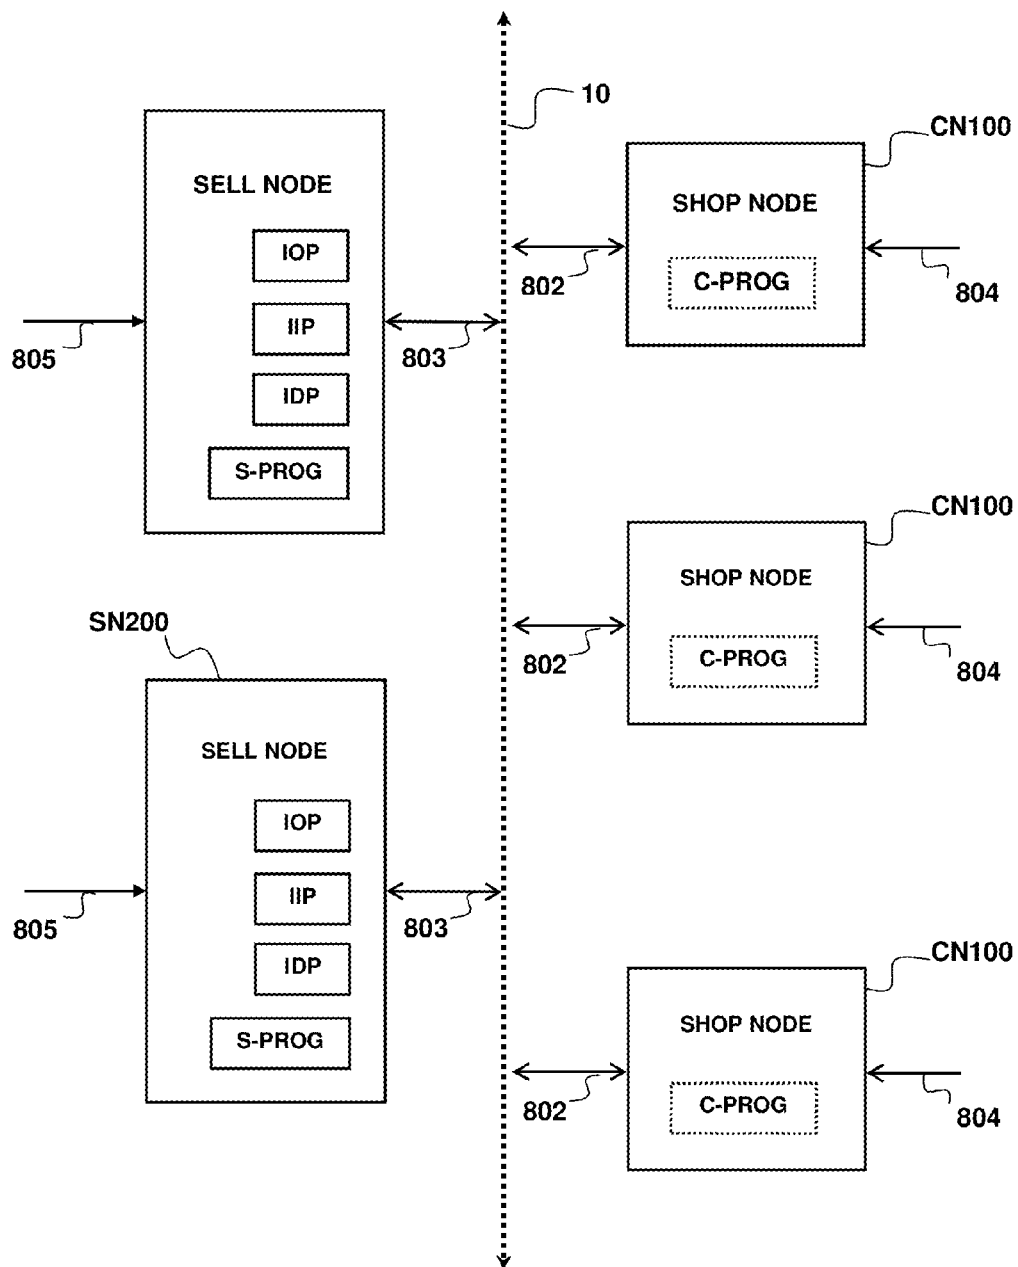 10
CN100
SELL NODE
IOP
IIP
IDP
S-PROG
805
803
SHOP NODE
C-PROG
802
804
CN100
SHOP NODE
C-PROG
802
804
SN200
SELL NODE
IOP
IIP
IDP
S-PROG
805
803
CN100
SHOP NODE
C-PROG
802
804